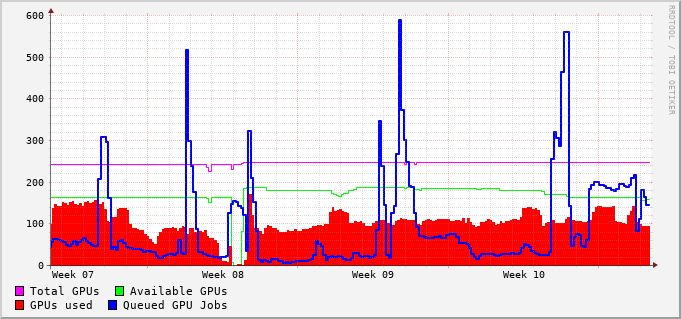 600
500
400
300
200
100
0
Week 07 Week 08 Week 09 Week 10
Total GPUs Available GPUs
GPUs used Queued GPU Jobs
RRDTOOL / TOBI OETIKER